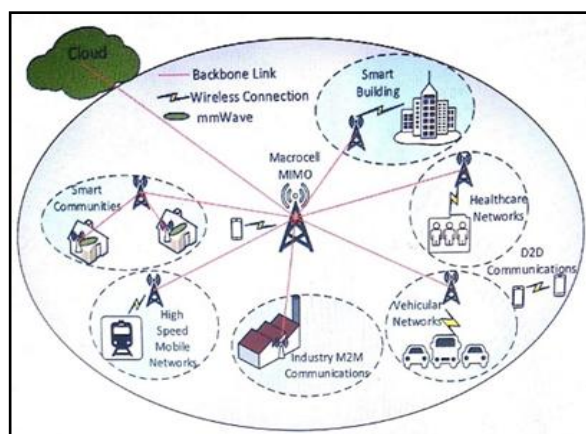 Cloud
Backbone Link
Wireless Connection
mmWave
Smart
Building
Macrocell
MIMO
Smart
Communities
Healthcare
Networks
D2D
Communications
High
Speed
Mobile
Networks
Industry M2M
Communications
Vehicular
Networks